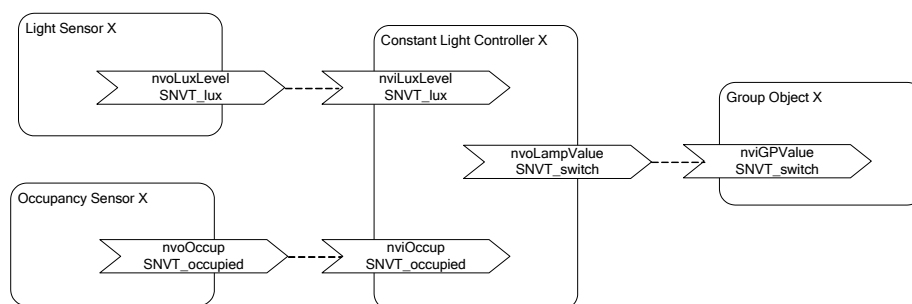 Light Sensor X
nvoLuxLevel
SNVT_lux
Constant Light Controller X
nviLuxLevel
SNVT_lux
nvoLampValue
SNVT_switch
Group Object X
nviGPValue
SNVT_switch
Occupancy Sensor X
nvoOccup
SNVT_occupied
nviOccup
SNVT_occupied